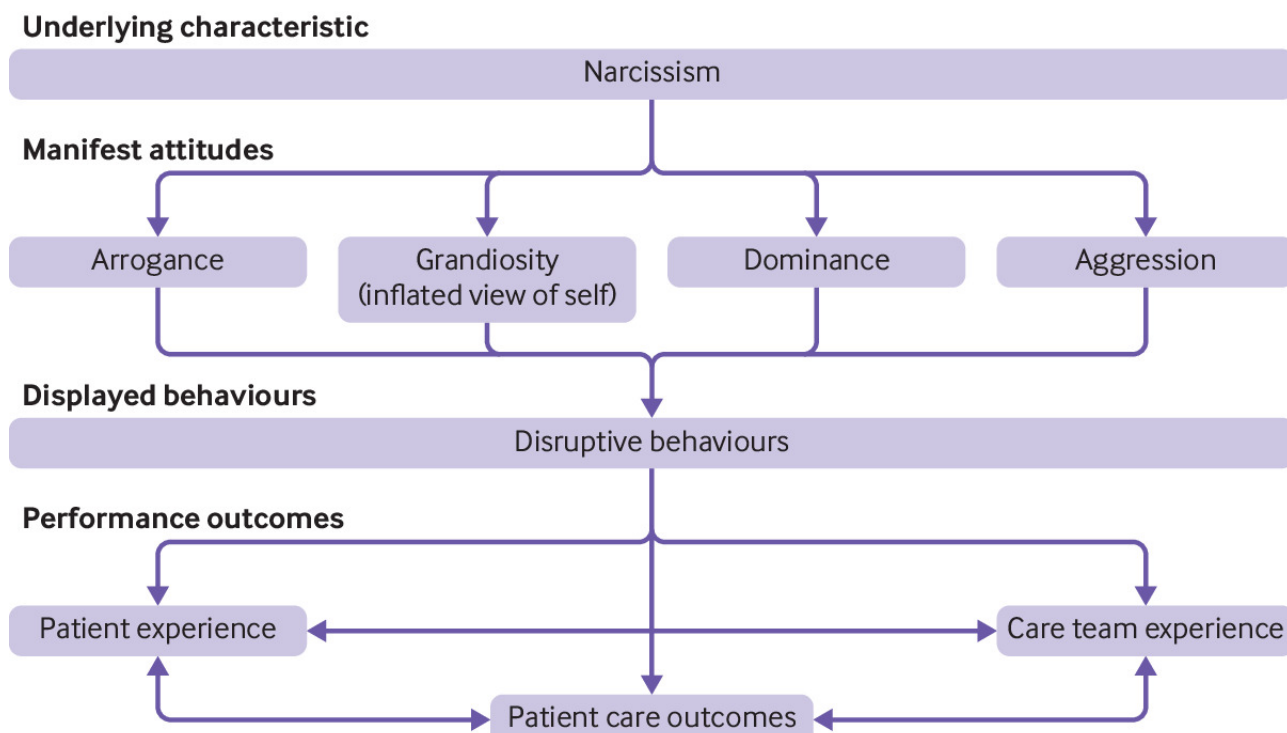 Underlying characteristic
Narcissism
Manifest attitudes
Arrogance
Grandiosity
(inflated view of self)
Dominance
Aggression
Displayed behaviours
Disruptive behaviours
Performance outcomes
Patient experience
Care team experience
Patient care outcomes